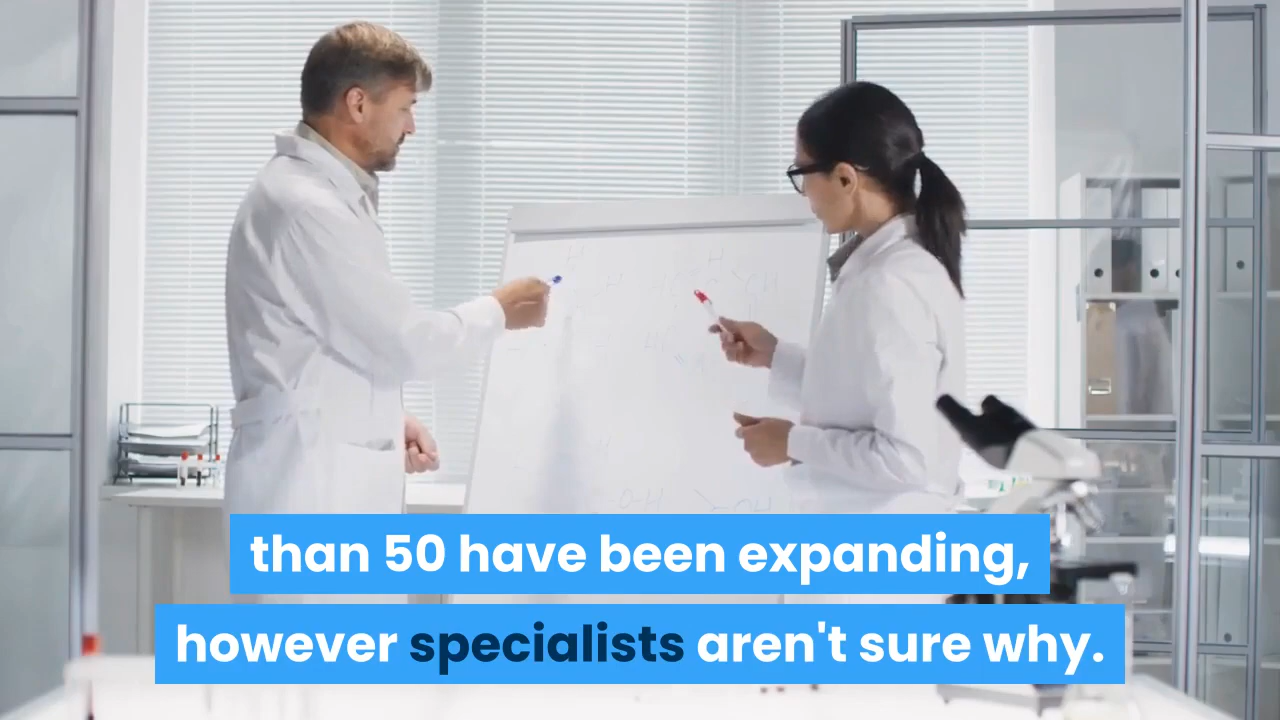 than 50 have been expanding,
however specialists aren't sure why.